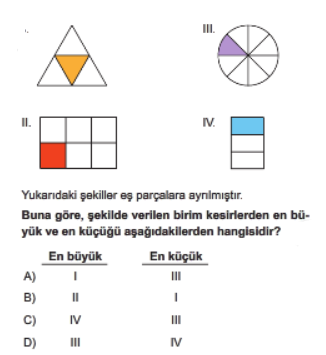 III.
II.
IV.
Yukarıdaki şekiller eş parçalara ayrılmıştır.
Buna göre, şekilde verilen birim kesirlerden en bü-
yük ve en küçüğü aşağıdakilerden hangisidir?
En büyük En küçük
A) I III
B) II I
C) IV III
D) III IV